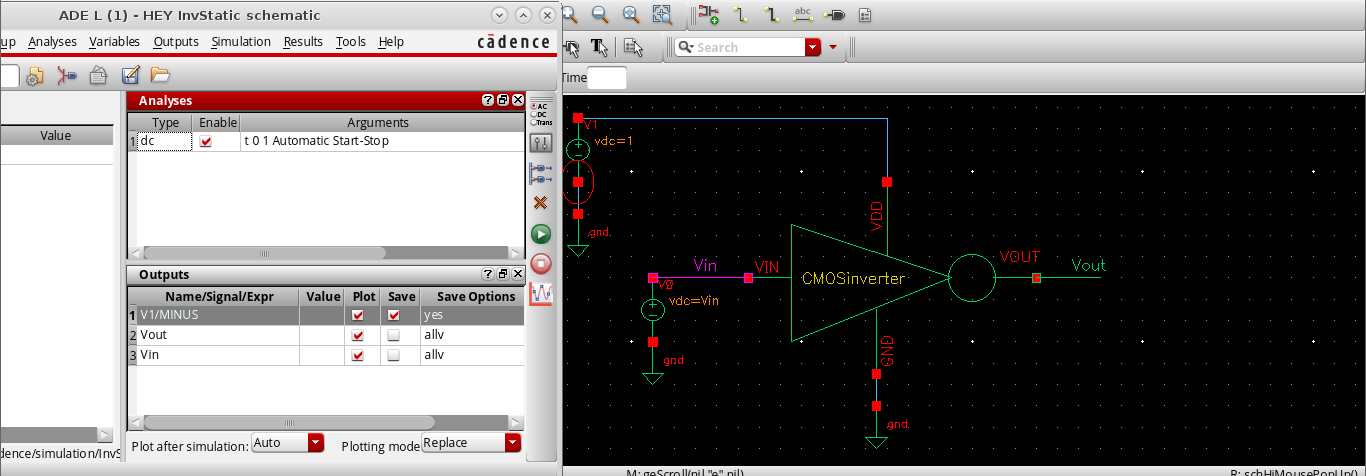 ADE L (1) - HEY InvStatic schematic
up Analyses Variables Outputs Simulation Results Tools Help cādence
Analyses
Type Enable Arguments
1 dc t 0 1 Automatic Start-Stop
Value
Outputs
Name/Signal/Expr Value Plot Save Save Options
1 V1/MINUS yes
2 Vout allv
3 Vin allv
Plot after simulation: Auto Plotting mode Replace
dence/simulation/InvS
AC
DC
Trans
abc
Search
Time
V1
vdc=1
gnd
VDD
Vin VIN
CMOSinverter
VOUT Vout
V0
vdc=Vin
gnd
GND
gnd
M: geScroll(nil "e" nil) R: schHiMousePopUp()